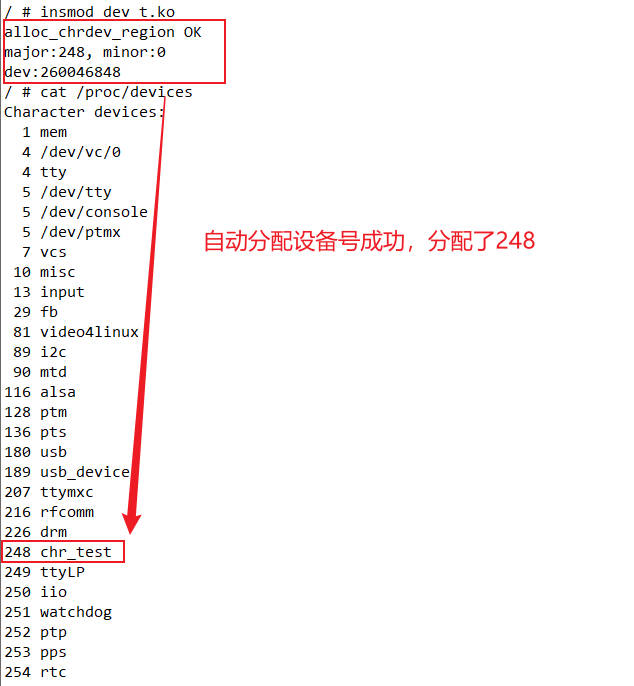 / # insmod dev_t.ko
alloc_chrdev_region OK
major:248, minor:0
dev:260046848
/ # cat /proc/devices
Character devices:
1 mem
4 /dev/vc/0
4 tty
5 /dev/tty
5 /dev/console
5 /dev/ptmx
7 vcs
10 misc
13 input
29 fb
81 video4linux
89 i2c
90 mtd
116 alsa
128 ptm
136 pts
180 usb
189 usb_device
207 ttymxc
216 rfcomm
226 drm
248 chr_test
249 ttyLP
250 iio
251 watchdog
252 ptp
253 pps
254 rtc
自动分配设备号成功，分配了248